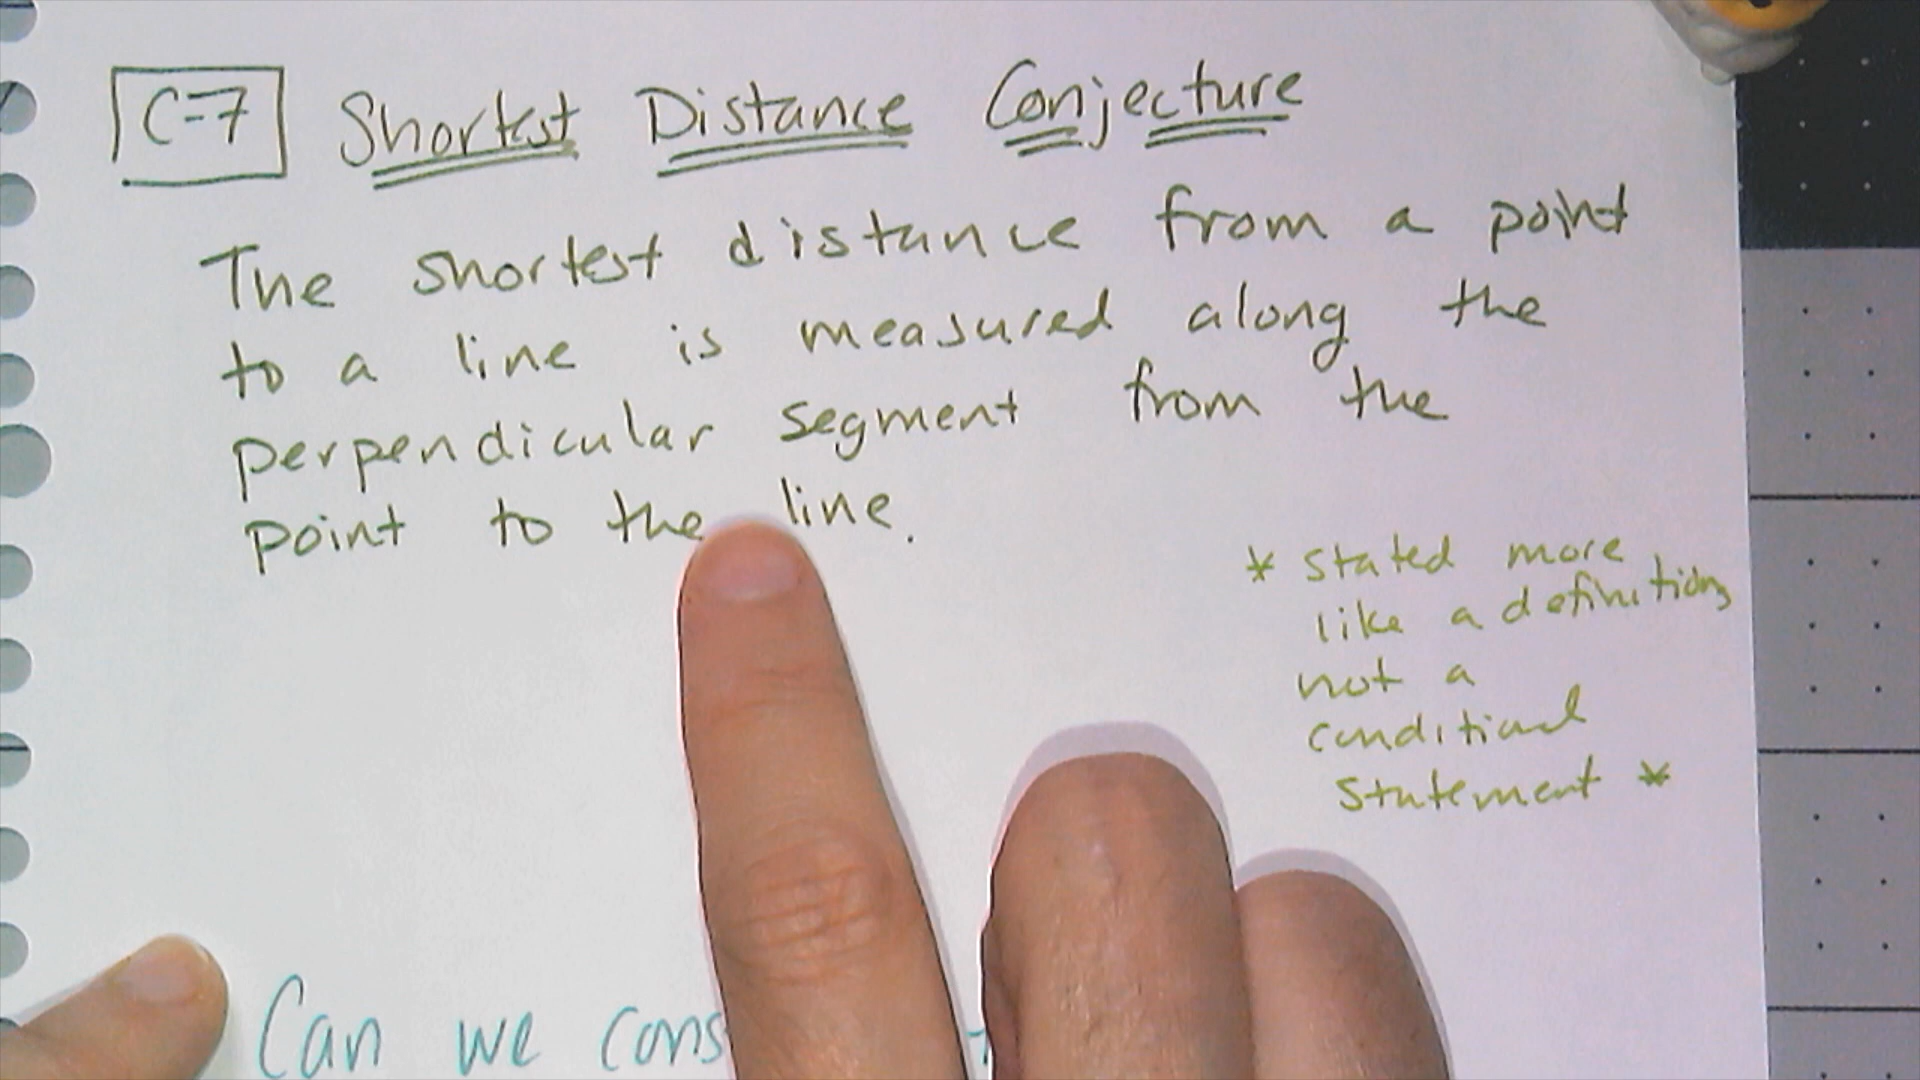 C-7 Shortest Distance Conjecture
The shortest distance from a point
to a line is measured along the
perpendicular segment from the
point to the line.
* stated more
like a definition,
not a
conditional
statement *
Can we